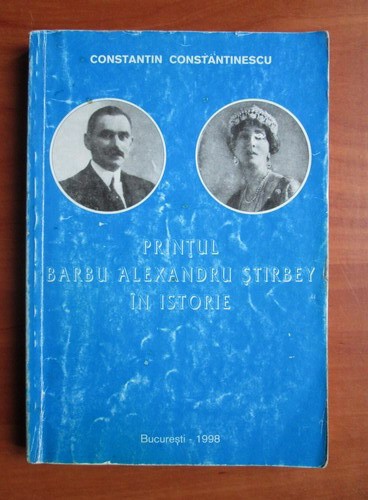 CONSTANTIN CONSTANTINESCU
PRINŢUL
BARBU ALEXANDRU ŞTIRBEY
ÎN ISTORIE
Bucureşti - 1998